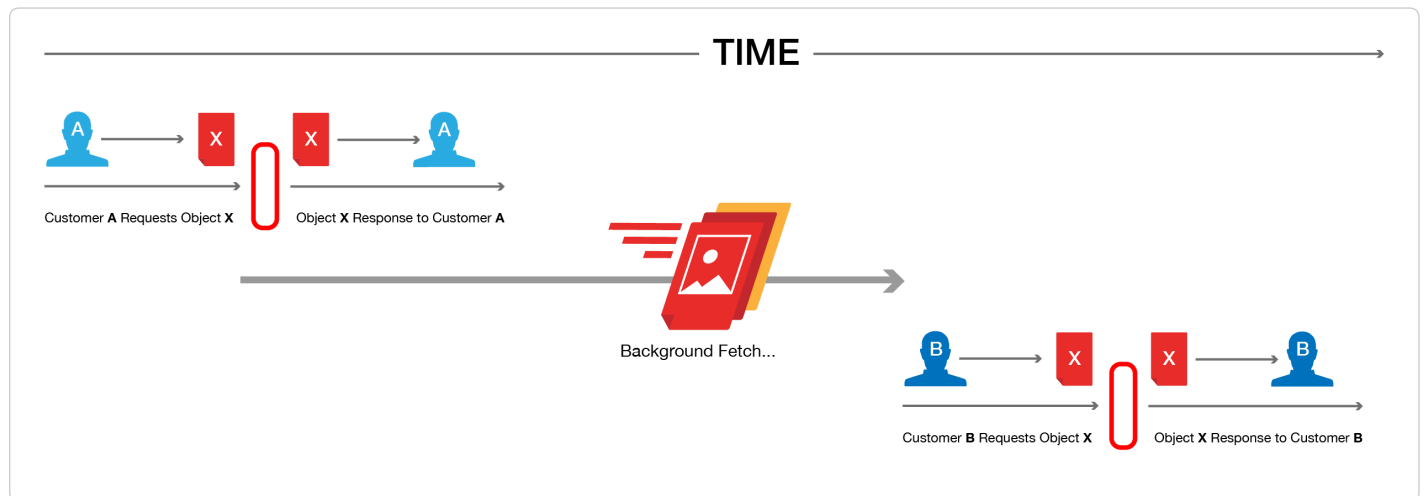 TIME
A X X A
Customer A Requests Object X Object X Response to Customer A
Background Fetch...
B X X B
Customer B Requests Object X Object X Response to Customer B